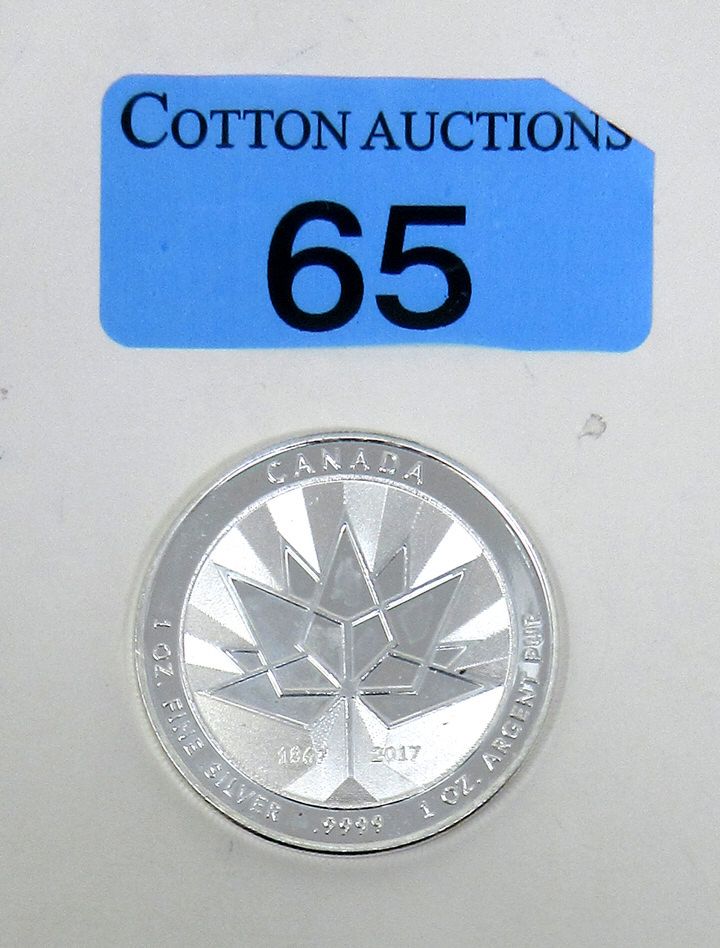 COTTON AUCTIONS
65
CANADA
1867 2017
1 OZ. FINE SILVER .9999 1 OZ. ARGENT PUR